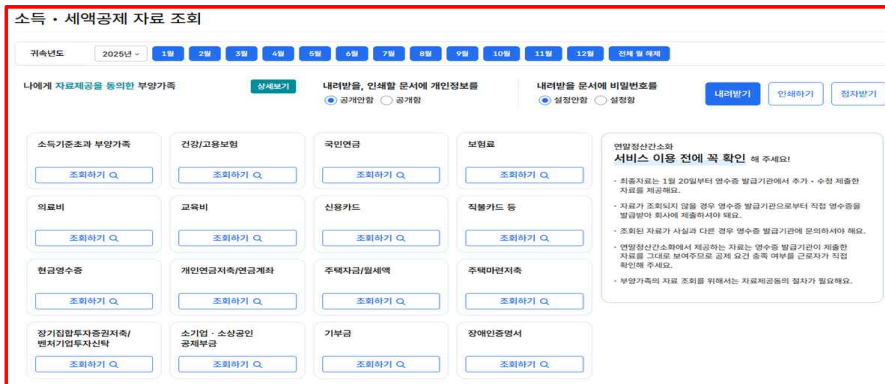 소득 • 세액공제 자료 조회
귀속년도 2025년 1월 2월 3월 4월 5월 6월 7월 8월 9월 10월 11월 12월 전체 월 해제
나에게 자료제공을 동의한 부양가족 상세보기
내려받을, 인쇄할 문서에 개인정보를
공개안함 공개함
내려받을 문서에 비밀번호를
설정안함 설정함
내려받기 인쇄하기 점자받기
소득기준초과 부양가족
조회하기
건강/고용보험
조회하기
국민연금
조회하기
보험료
조회하기
의료비
조회하기
교육비
조회하기
신용카드
조회하기
직불카드 등
조회하기
현금영수증
조회하기
개인연금저축/연금계좌
조회하기
주택자금/월세액
조회하기
주택마련저축
조회하기
장기집합투자증권저축/
벤처기업투자신탁
조회하기
소기업 · 소상공인
공제부금
조회하기
기부금
조회하기
장애인증명서
조회하기
연말정산간소화
서비스 이용 전에 꼭 확인 해 주세요!
· 최종자료는 1월 20일부터 영수증 발급기관에서 추가 • 수정 제출한
자료를 제공해요.
· 자료가 조회되지 않을 경우 영수증 발급기관으로부터 직접 영수증을
발급받아 회사에 제출하셔야 돼요.
· 조회된 자료가 사실과 다른 경우 영수증 발급기관에 문의하셔야 해요.
· 연말정산간소화에서 제공하는 자료는 영수증 발급기관이 제출한
자료를 그대로 보여주므로 공제 요건 충족 여부를 근로자가 직접
확인해 주세요.
· 부양가족의 자료 조회를 위해서는 자료제공동의 절차가 필요해요.